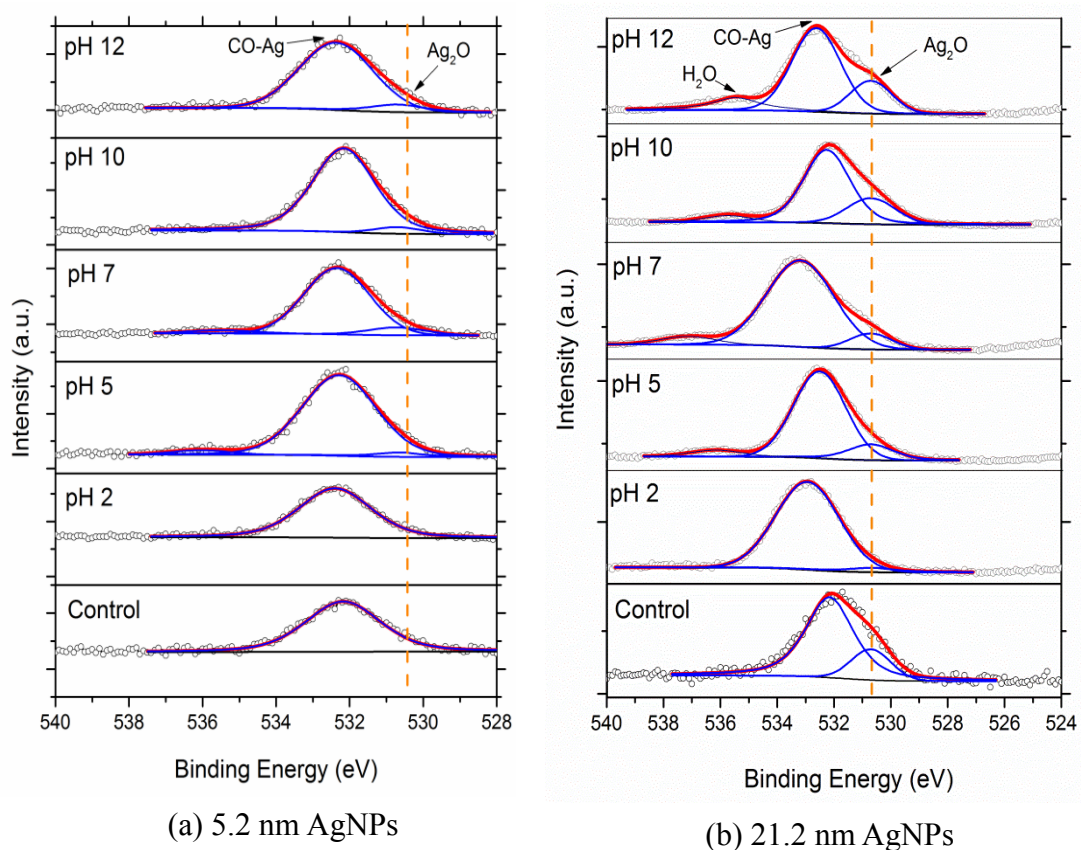 pH 12
CO-Ag
Ag₂O
pH 10
pH 7
pH 5
pH 2
Control
Intensity (a.u.)
540 538 536 534 532 530 528
Binding Energy (eV)
(a) 5.2 nm AgNPs
pH 12
CO-Ag
Ag₂O
H₂O
pH 10
pH 7
pH 5
pH 2
Control
Intensity (a.u.)
540 538 536 534 532 530 528 526 524
Binding Energy (eV)
(b) 21.2 nm AgNPs